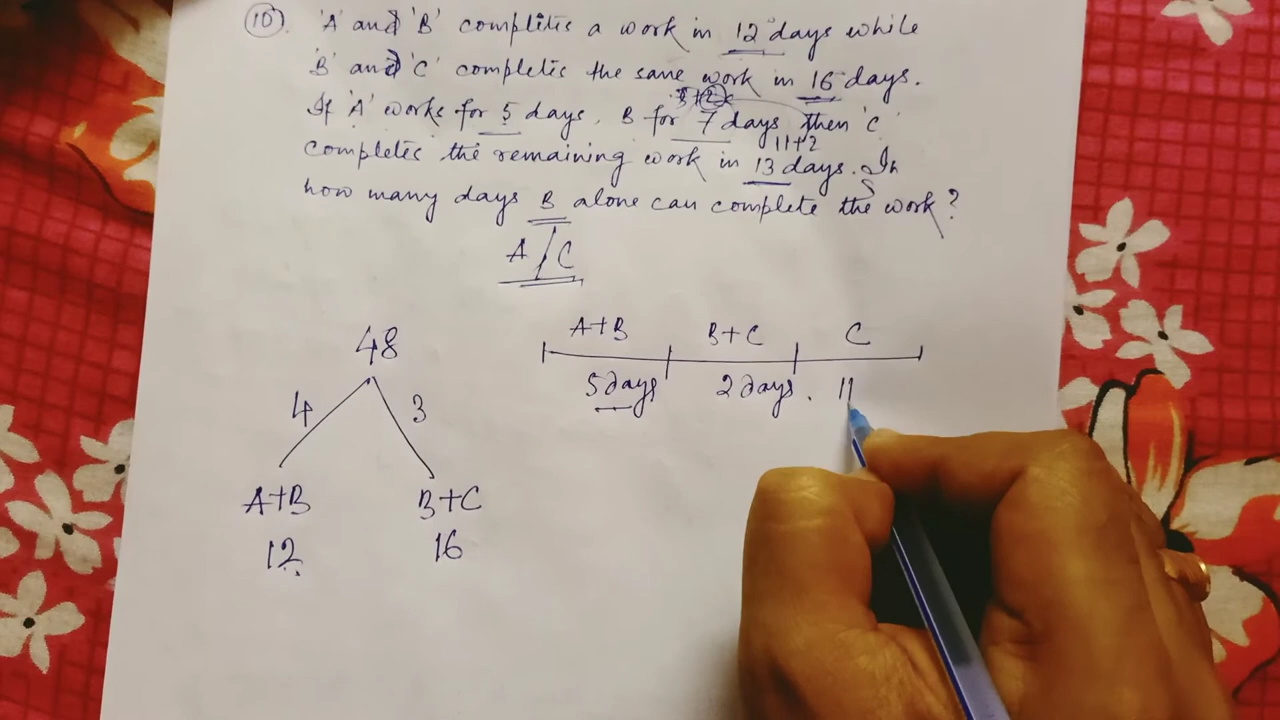 10). 'A' and 'B' completes a work in 12 days while
'B' and 'C' completes the same work in 16 days.
If 'A' works for 5 days, B for 7 days then 'C'
11+2
completes the remaining work in 13 days. In
how many days B alone can complete the work?
A / C
48
4 3
A+B B+C
12 16
A+B B+C C
5 days 2 days. 11